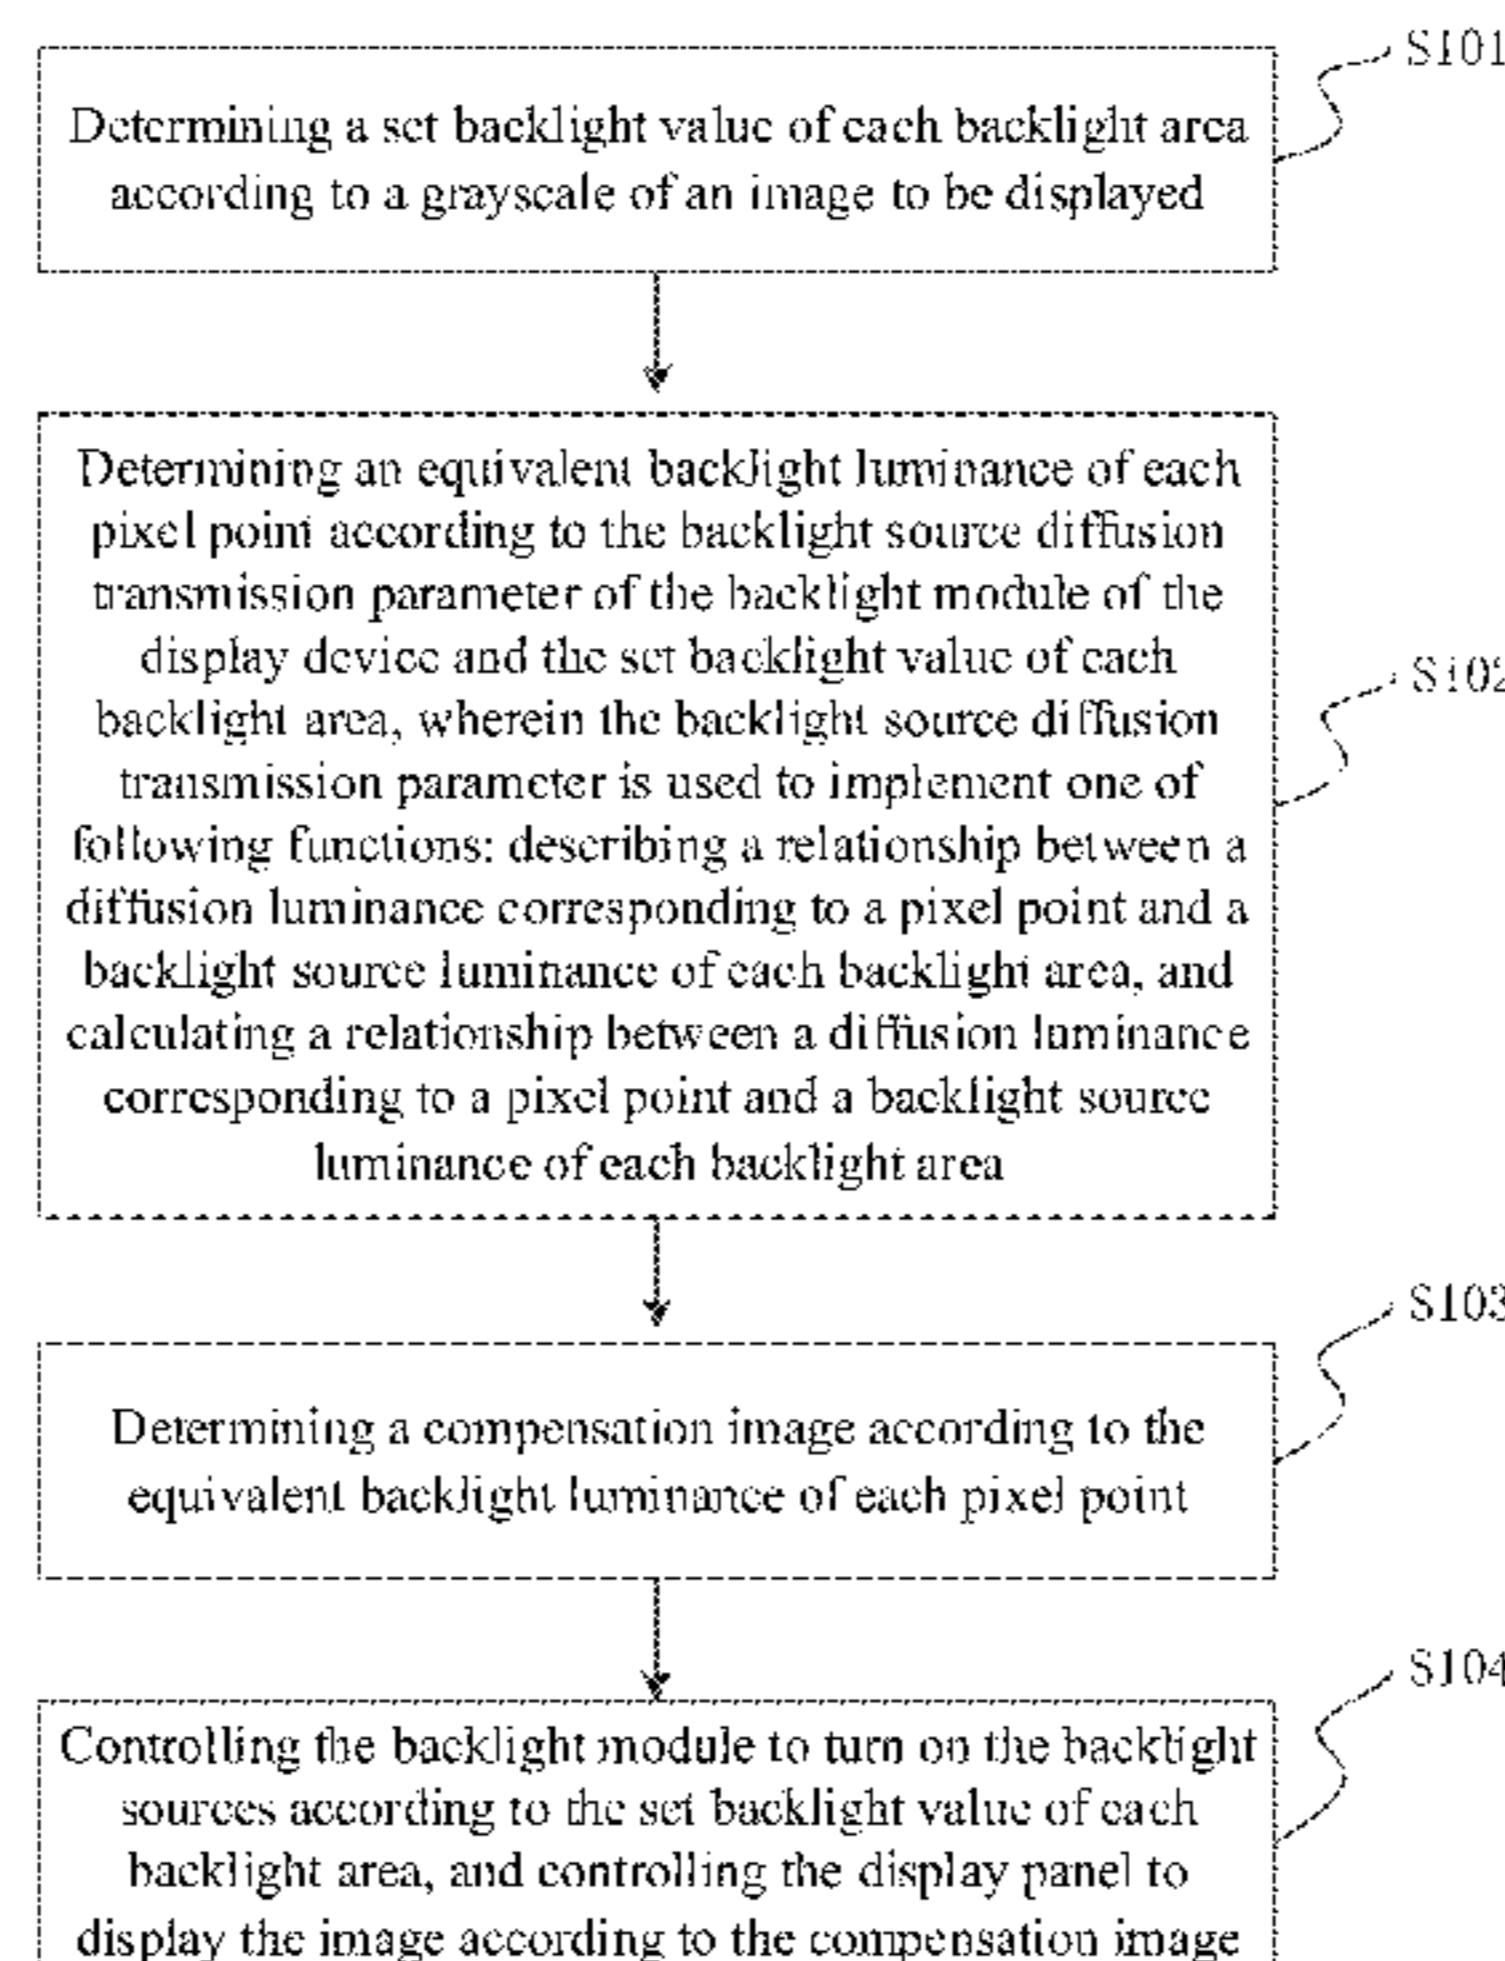 S101
Determining a set backlight value of each backlight area
according to a grayscale of an image to be displayed
Determining an equivalent backlight luminance of each
pixel point according to the backlight source diffusion
transmission parameter of the backlight module of the
display device and the set backlight value of each
backlight area, wherein the backlight source diffusion
transmission parameter is used to implement one of
following functions: describing a relationship between a
diffusion luminance corresponding to a pixel point and a
backlight source luminance of each backlight area, and
calculating a relationship between a diffusion luminance
corresponding to a pixel point and a backlight source
luminance of each backlight area
S102
S103
Determining a compensation image according to the
equivalent backlight luminance of each pixel point
S104
Controlling the backlight module to turn on the backlight
sources according to the set backlight value of each
backlight area, and controlling the display panel to
display the image according to the compensation image